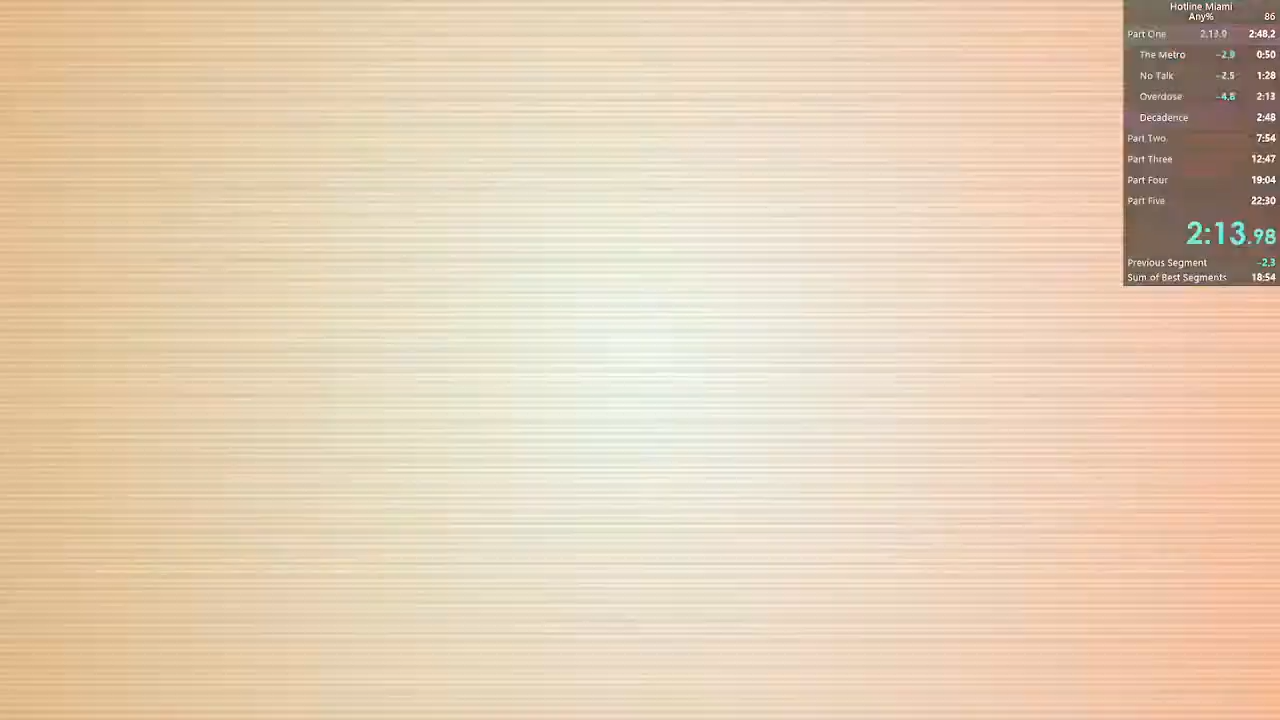 Hotline Miami
Any% 86
Part One 2:13.9 2:48.2
The Metro -2.9 0:50
No Talk -2.5 1:28
Overdose -4.8 2:13
Decadence 2:48
Part Two 7:54
Part Three 12:47
Part Four 19:04
Part Five 22:30
2:13.98
Previous Segment -2.3
Sum of Best Segments 18:54